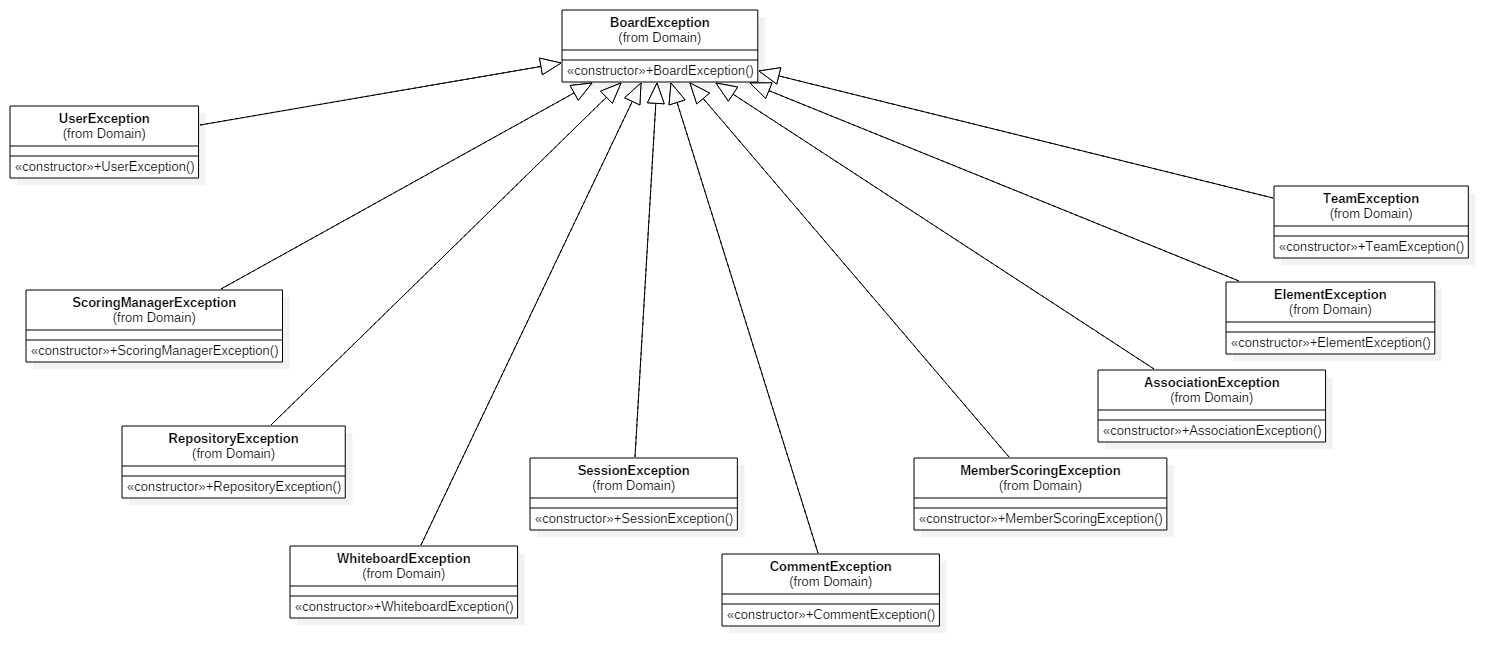 BoardException
(from Domain)
«constructor»+BoardException()
UserException
(from Domain)
«constructor»+UserException()
TeamException
(from Domain)
«constructor»+TeamException()
ScoringManagerException
(from Domain)
«constructor»+ScoringManagerException()
ElementException
(from Domain)
«constructor»+ElementException()
AssociationException
(from Domain)
«constructor»+AssociationException()
RepositoryException
(from Domain)
«constructor»+RepositoryException()
SessionException
(from Domain)
«constructor»+SessionException()
MemberScoringException
(from Domain)
«constructor»+MemberScoringException()
WhiteboardException
(from Domain)
«constructor»+WhiteboardException()
CommentException
(from Domain)
«constructor»+CommentException()